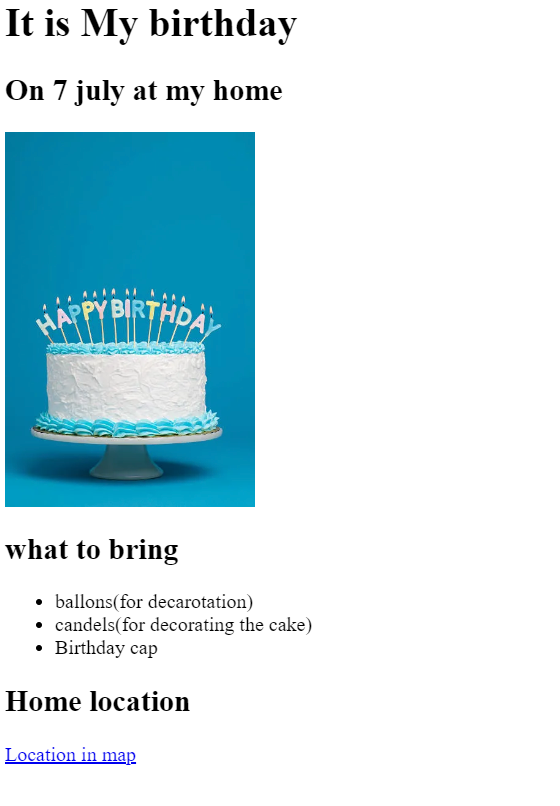 It is My birthday
On 7 july at my home
HAPPY BIRTHDAY
what to bring
ballons(for decarotation)
candels(for decorating the cake)
Birthday cap
Home location
Location in map